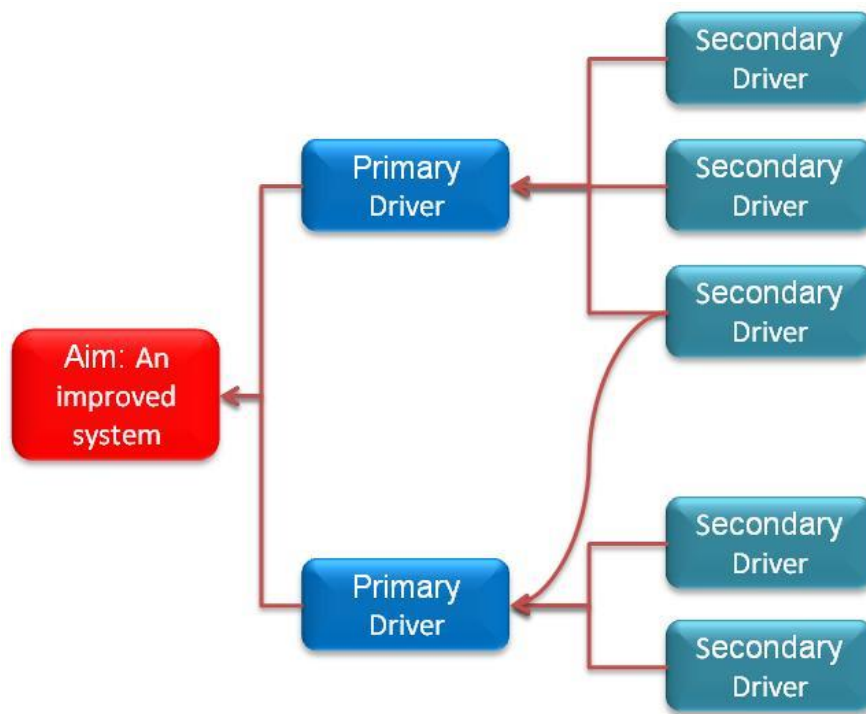 Secondary
Driver
Primary
Driver
Secondary
Driver
Secondary
Driver
Aim: An
improved
system
Secondary
Driver
Primary
Driver
Secondary
Driver